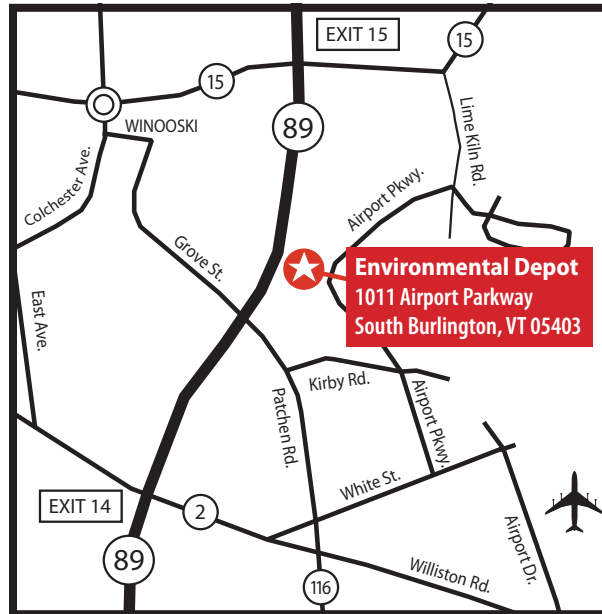 EXIT 15
15
15
89
WINOOSKI
Colchester Ave.
Lime Kiln Rd.
Airport Pkwy.
Grove St.
Environmental Depot
1011 Airport Parkway
South Burlington, VT 05403
East Ave.
Kirby Rd.
Patchen Rd.
Airport Pkwy.
White St.
EXIT 14
2
Airport Dr.
89
Williston Rd.
116